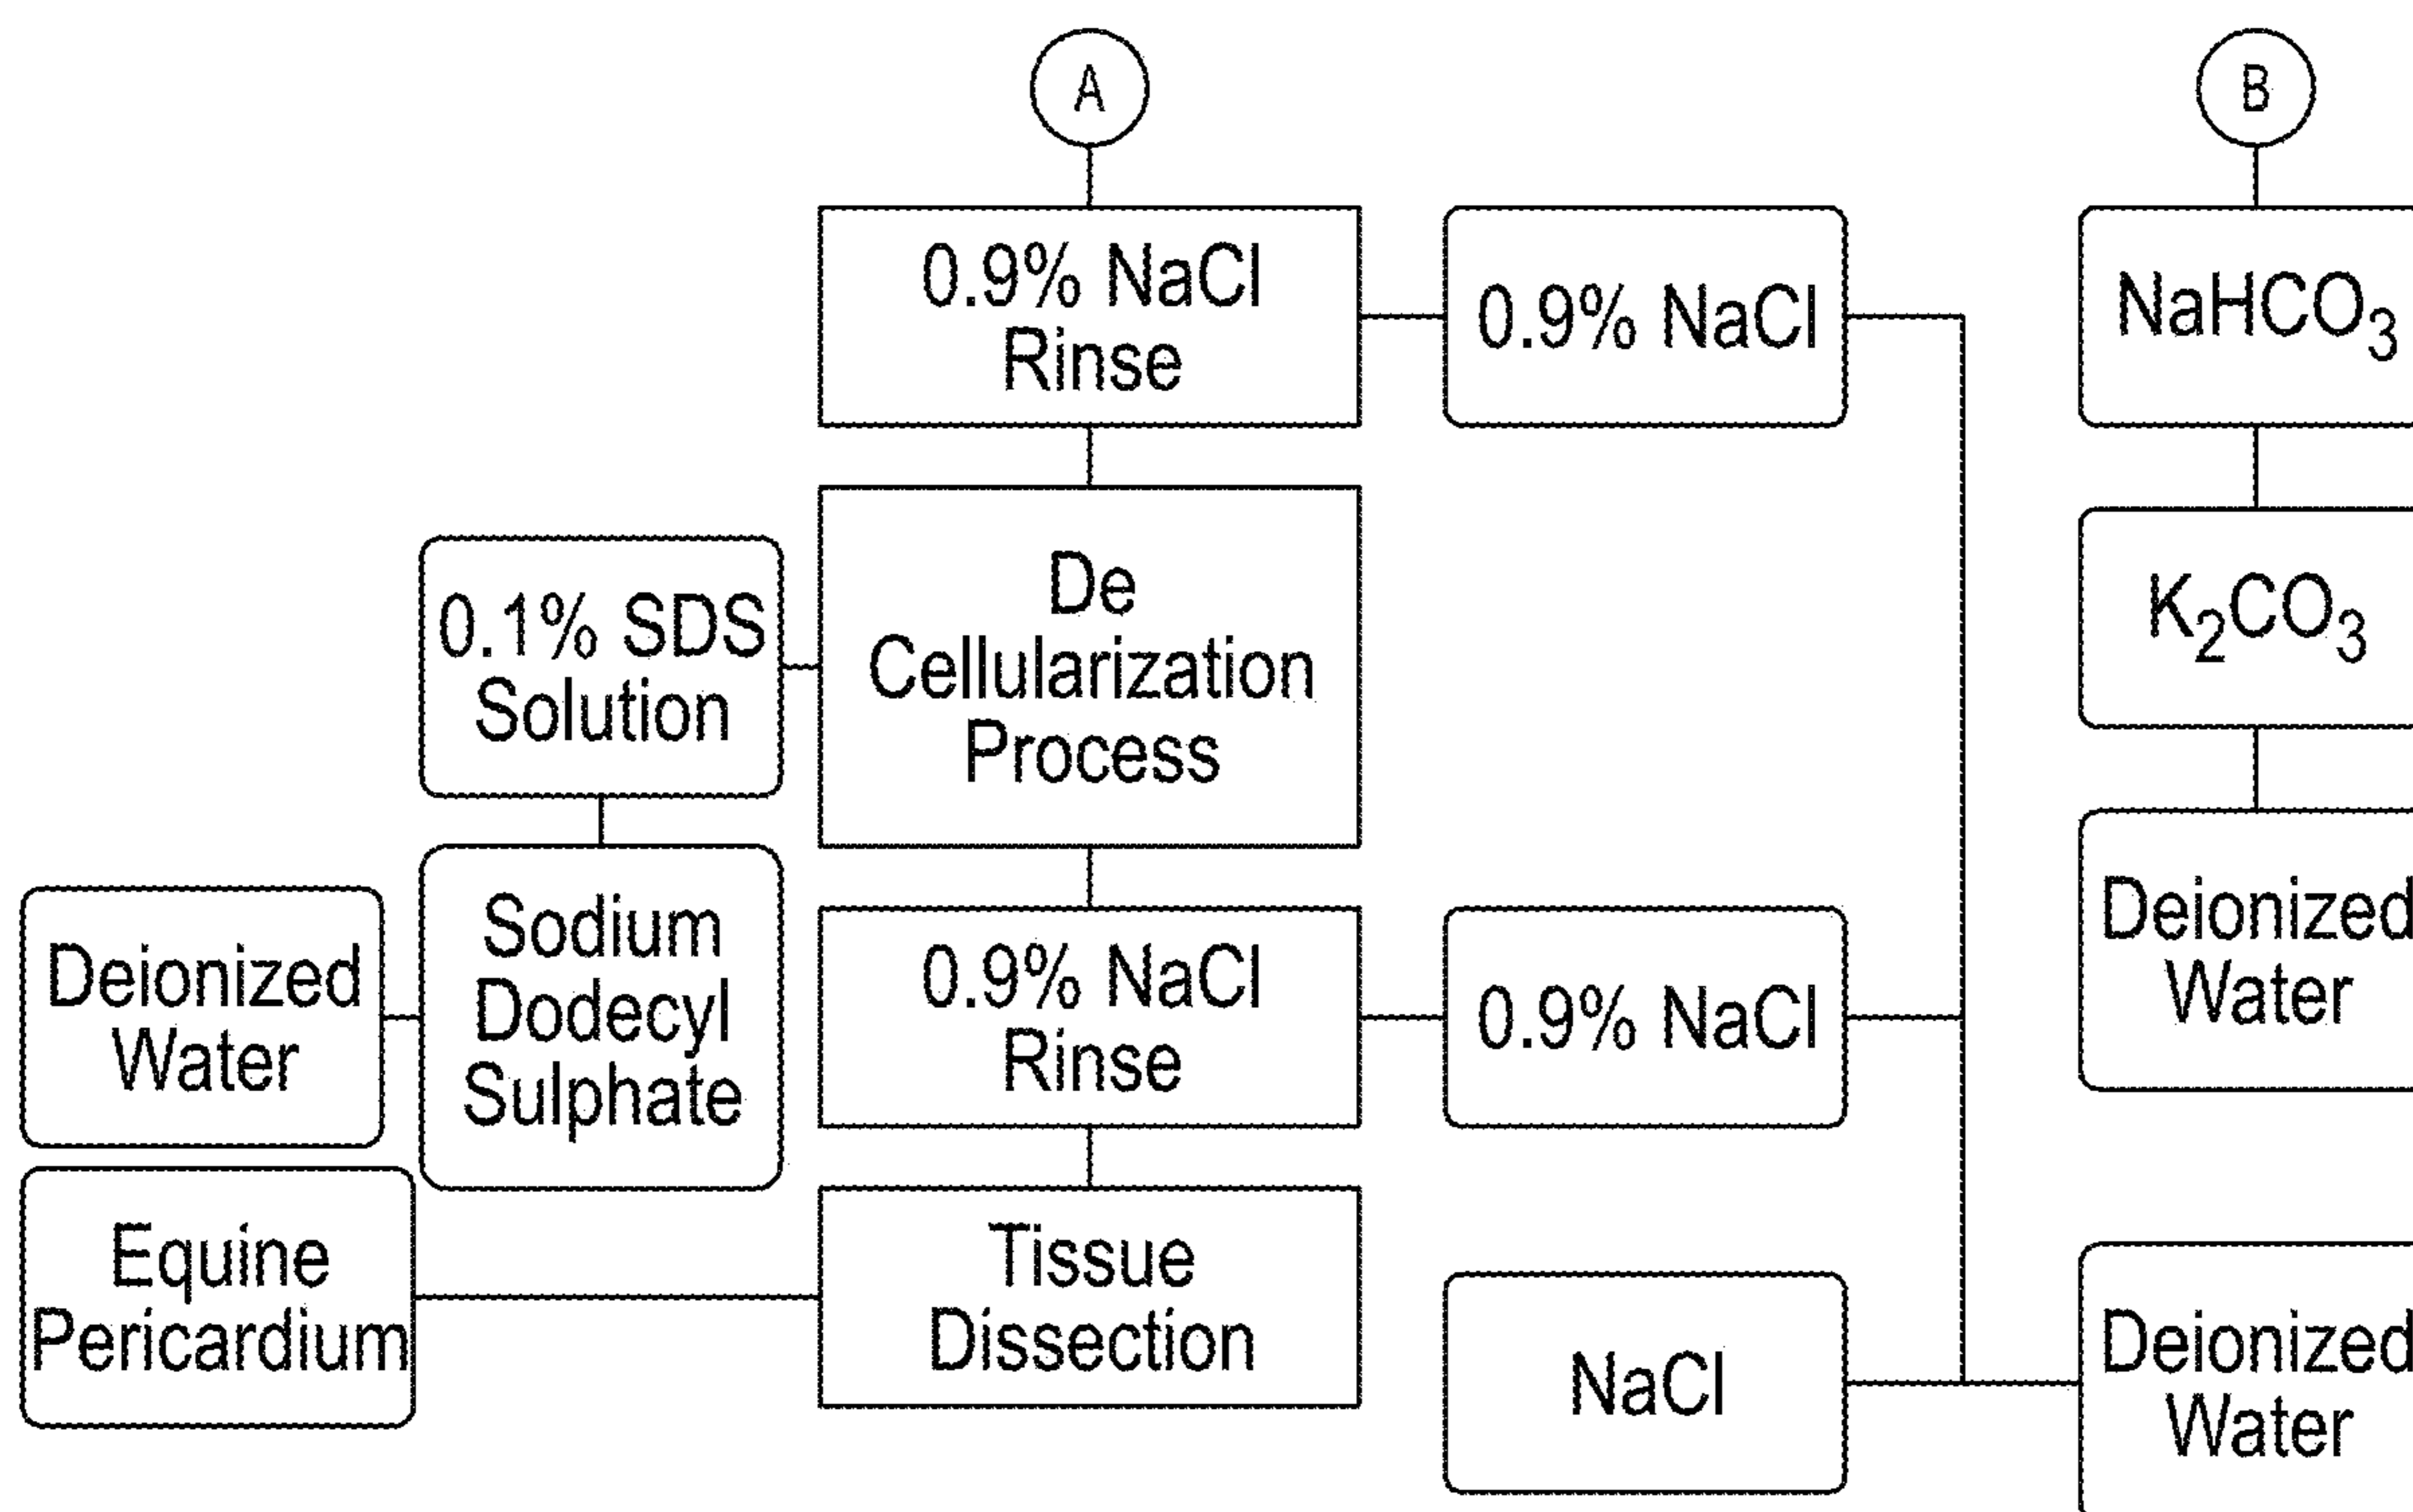 A
B
0.9% NaCl
Rinse
0.9% NaCl
NaHCO₃
De
Cellularization
Process
0.1% SDS
Solution
K₂CO₃
Deionized
Water
Sodium
Dodecyl
Sulphate
0.9% NaCl
Rinse
0.9% NaCl
Deionized
Water
Equine
Pericardium
Tissue
Dissection
NaCl
Deionized
Water